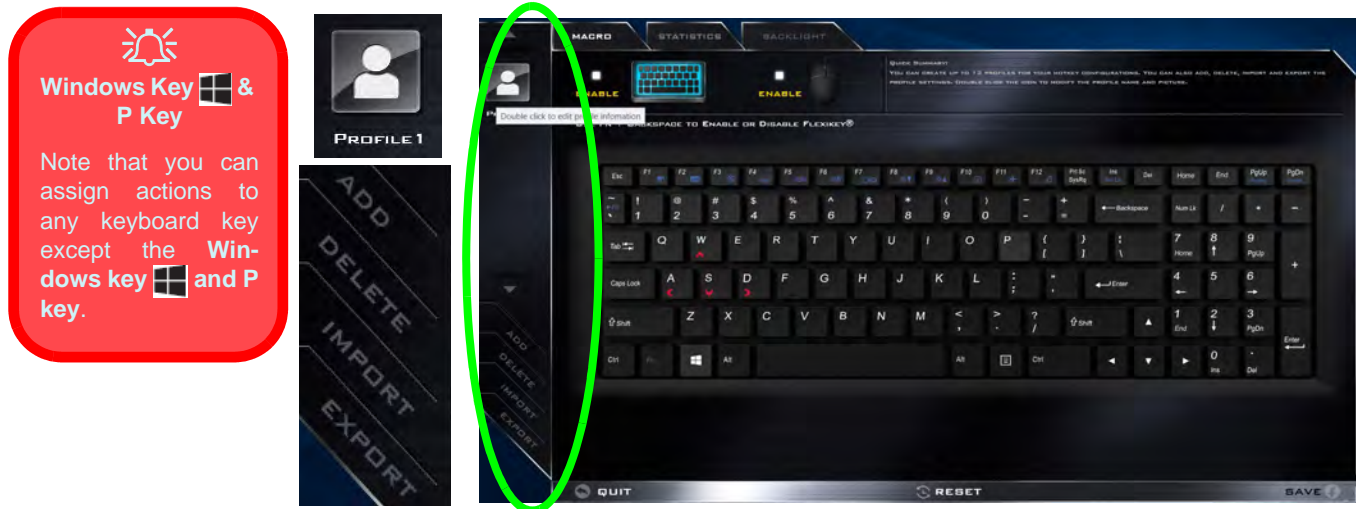 Windows Key &
P Key
Note that you can
assign actions to
any keyboard key
except the Win-
dows key and P
key.
PROFILE 1
ADD
DELETE
IMPORT
EXPORT
MACRO
STATISTICS
BACKLIGHT
ENABLE
ENABLE
QUICK SUMMARY:
YOU CAN CREATE UP TO 12 PROFILES FOR YOUR HOTKEY CONFIGURATIONS. YOU CAN ALSO ADD, DELETE, IMPORT AND EXPORT THE
PROFILE SETTINGS. DOUBLE CLICK THE ICON TO MODIFY THE PROFILE NAME AND PICTURE.
Double click to edit profile infomation
BACKSPACE TO ENABLE OR DISABLE FLEXIKEY®
Esc F1 F2 F3 F4 F5 F6 F7 F8 F9 F10 F11 F12 Prt Sc Ins Del Home End PgUp PgDn
SysRq
~ ! @ # $ % ^ & * ( ) - + Backspace Num Lk / * -
` 1 2 3 4 5 6 7 8 9 0 - =
Tab Q W E R T Y U I O P { } | 7 8 9
[ ] \ Home PgUp
Caps Lock A S D F G H J K L : " Enter 4 5 6 +
; '
Shift Z X C V B N M < > ? Shift 1 2 3
, . / End PgDn
Enter
Ctrl Alt Alt Ctrl 0 .
Ins Del
ADD
DELETE
IMPORT
EXPORT
QUIT
RESET
SAVE